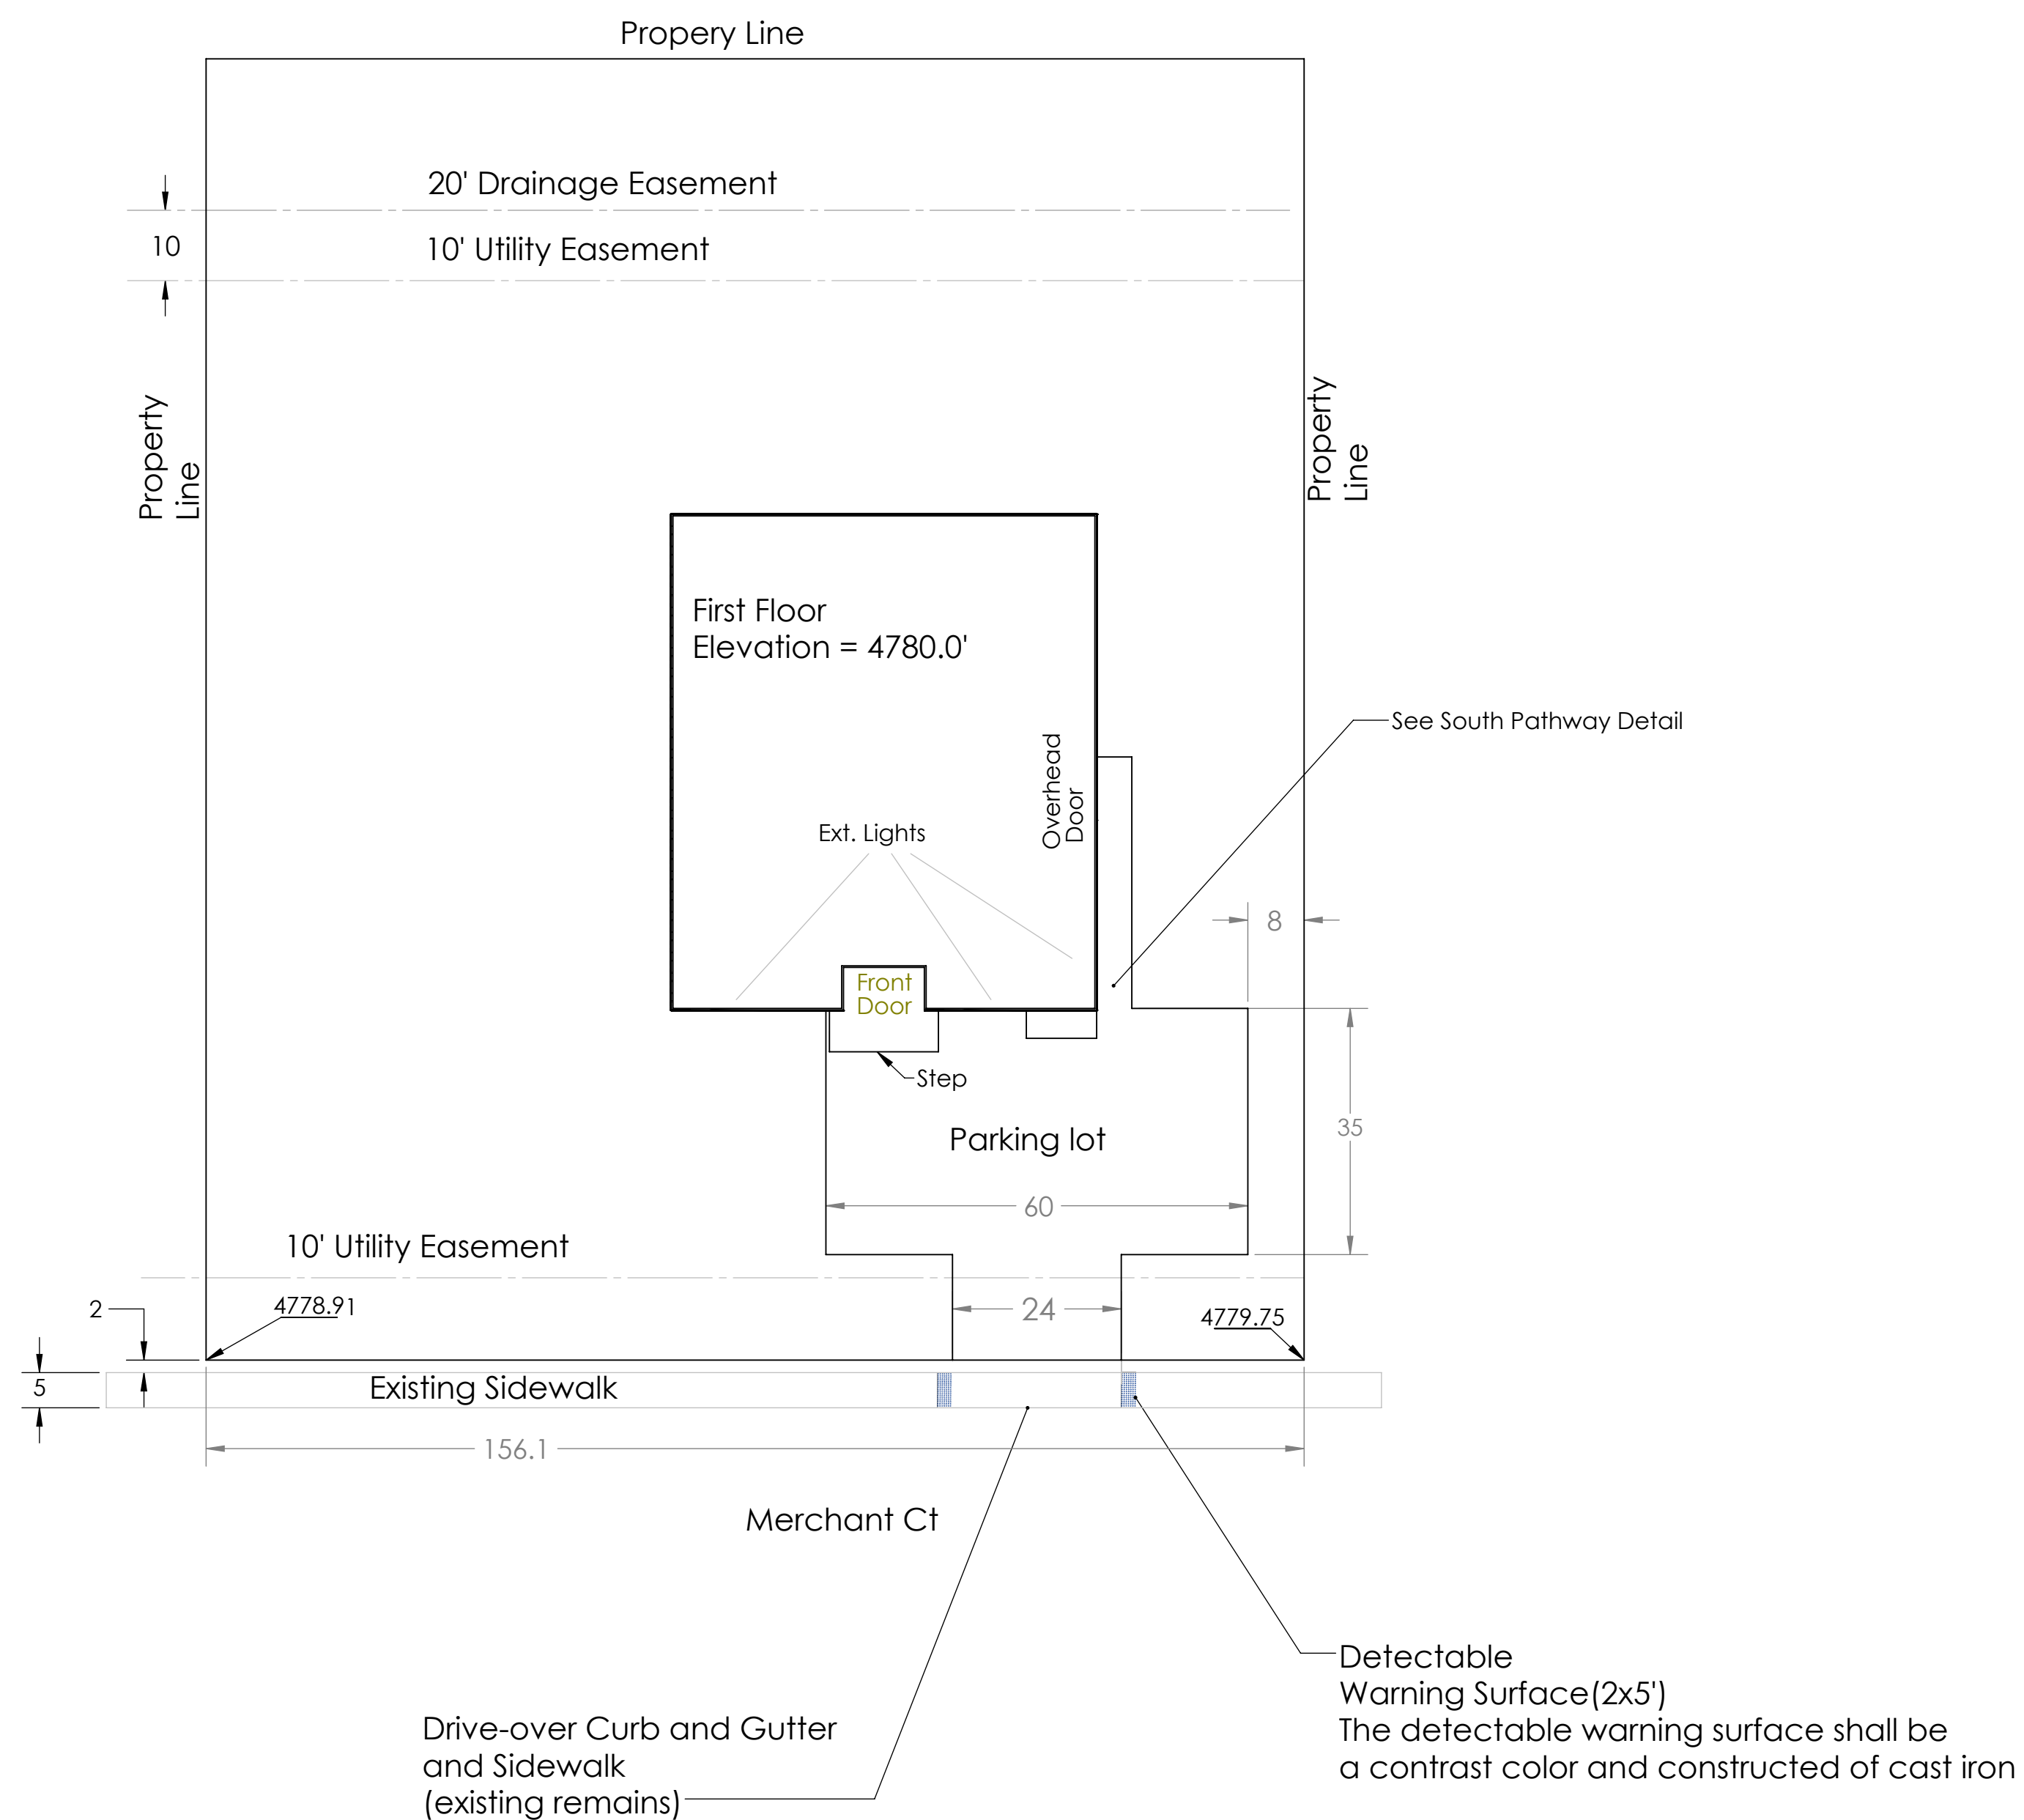 Propery Line
20' Drainage Easement
10
10' Utility Easement
Property
Line
Property
Line
First Floor
Elevation = 4780.0'
See South Pathway Detail
Overhead
Door
Ext. Lights
8
Front
Door
Step
35
Parking lot
60
10' Utility Easement
2
4778.91
24
4779.75
5
Existing Sidewalk
156.1
Merchant Ct
Detectable
Warning Surface(2x5')
The detectable warning surface shall be
a contrast color and constructed of cast iron
Drive-over Curb and Gutter
and Sidewalk
(existing remains)